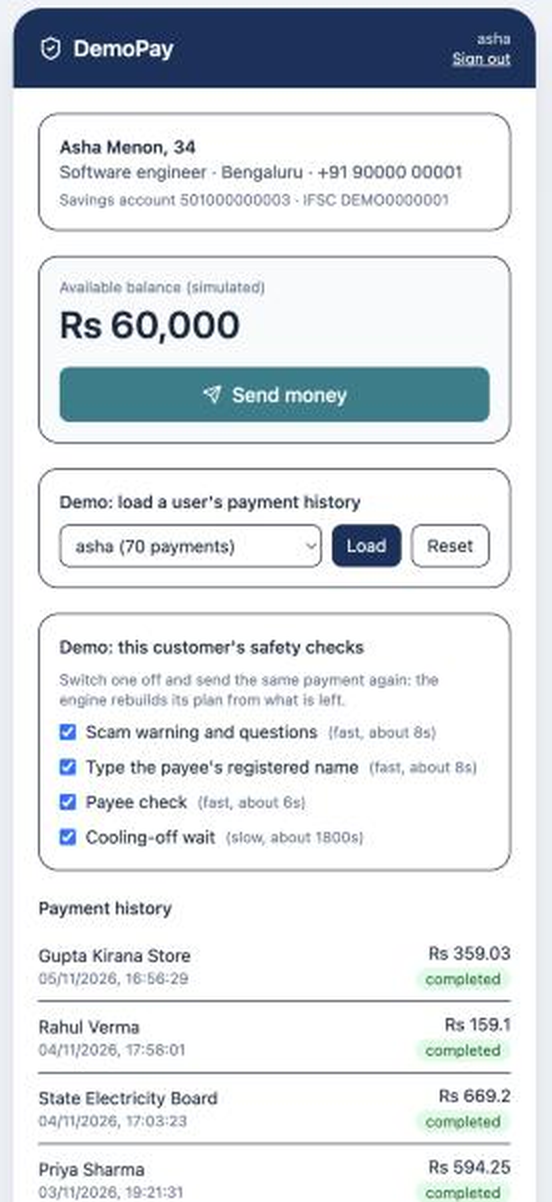 DemoPay
asha
Sign out
Asha Menon, 34
Software engineer · Bengaluru · +91 90000 00001
Savings account 501000000003 · IFSC DEMO0000001
Available balance (simulated)
Rs 60,000
Send money
Demo: load a user's payment history
asha (70 payments)
Load
Reset
Demo: this customer's safety checks
Switch one off and send the same payment again: the
engine rebuilds its plan from what is left.
Scam warning and questions (fast, about 8s)
Type the payee's registered name (fast, about 8s)
Payee check (fast, about 6s)
Cooling-off wait (slow, about 1800s)
Payment history
Gupta Kirana Store
Rs 359.03
05/11/2026, 16:56:29
completed
Rahul Verma
Rs 159.1
04/11/2026, 17:58:01
completed
State Electricity Board
Rs 669.2
04/11/2026, 17:03:23
completed
Priya Sharma
Rs 594.25
03/11/2026, 19:21:31
completed